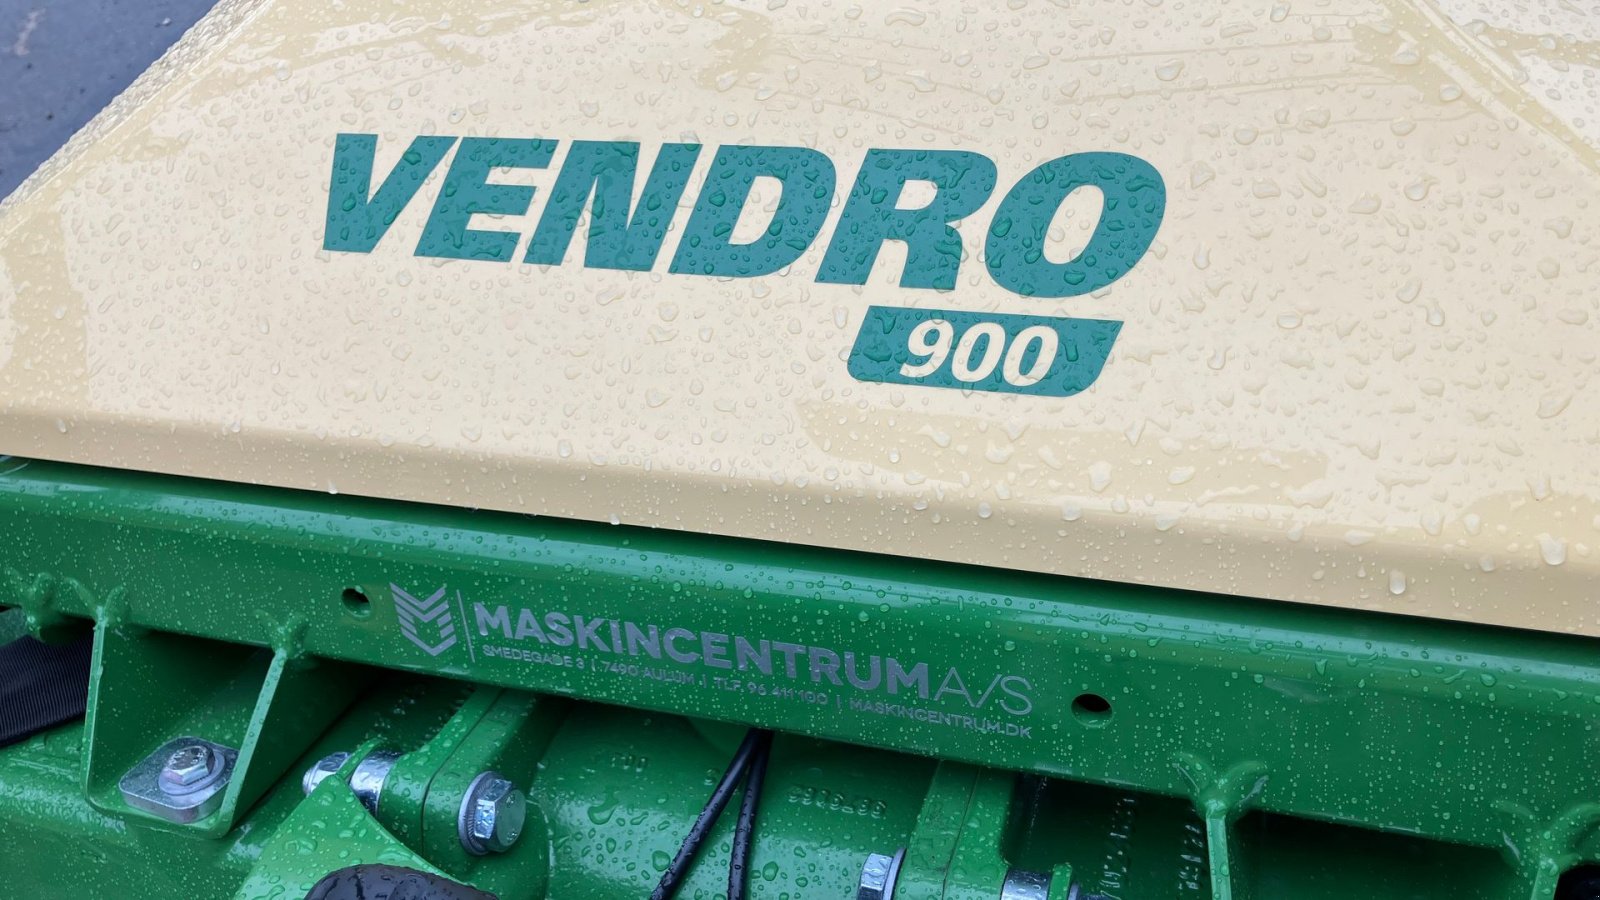 VENDRO
900
MASKINCENTRUM A/S
SMEDEGADE 3 | 7490 AULUM | TLF. 96 411 100 | MASKINCENTRUM.DK